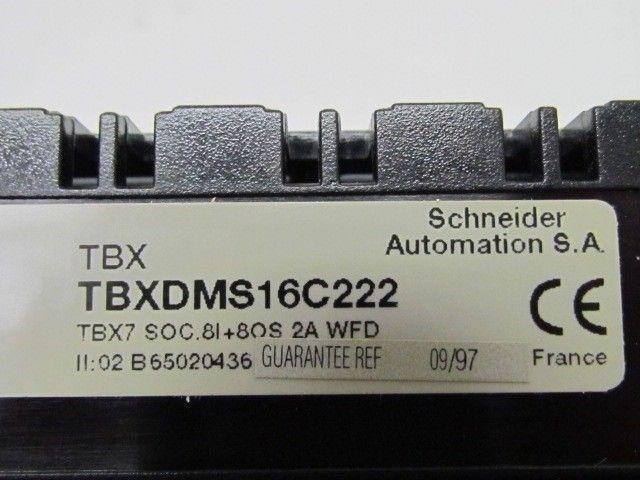 Schneider
Automation S.A.
TBX
TBXDMS16C222
TBX7 SOC.8I+8OS 2A WFD
II:02 B65020436 GUARANTEE REF 09/97 France
CE